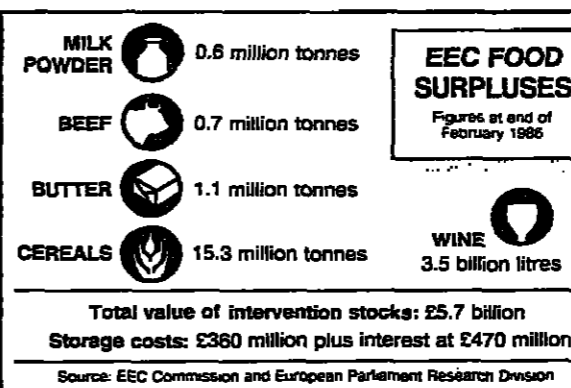 MILK
POWDER
0.6 million tonnes
BEEF
0.7 million tonnes
BUTTER
1.1 million tonnes
CEREALS
15.3 million tonnes
EEC FOOD
SURPLUSES
Figures at end of
February 1986
WINE
3.5 billion litres
Total value of intervention stocks: £5.7 billion
Storage costs: £360 million plus interest at £470 million
Source: EEC Commission and European Parliament Research Division